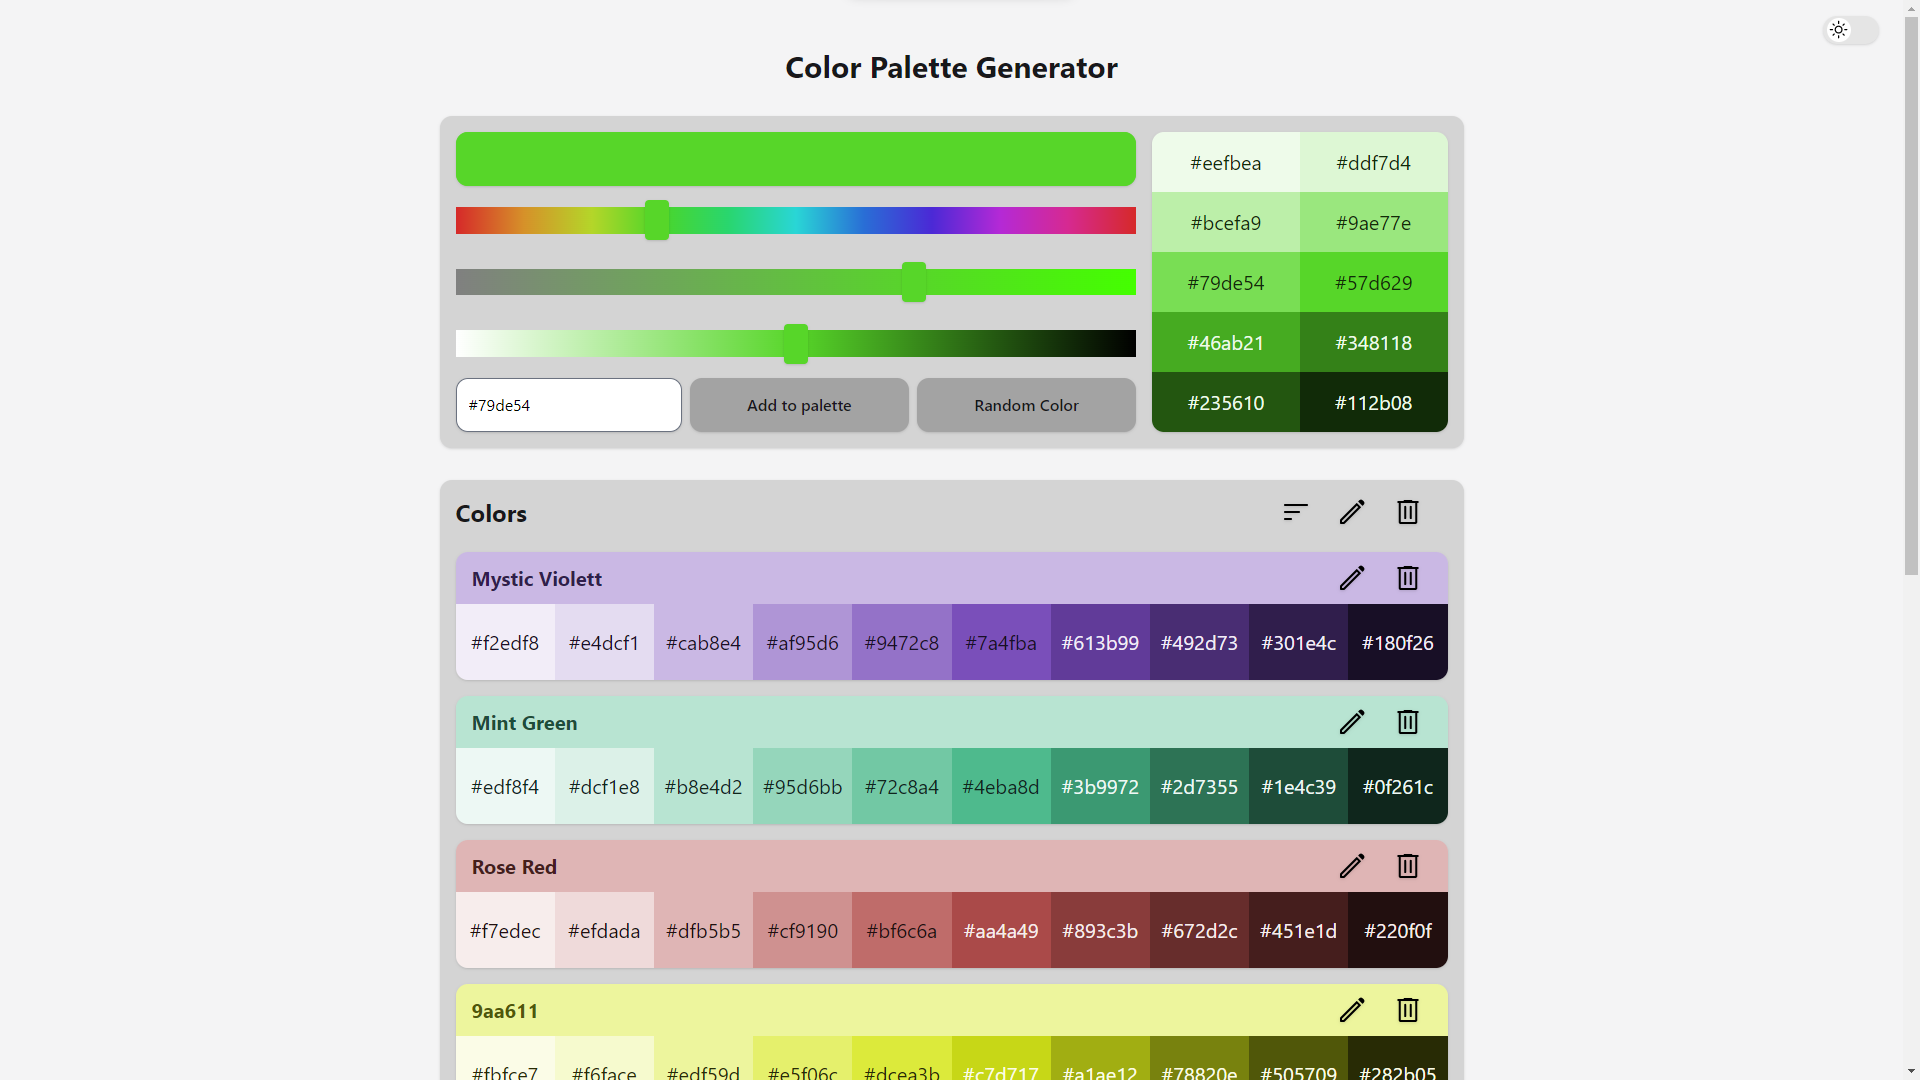 Color Palette Generator
#eefbea #ddf7d4
#bcefa9 #9ae77e
#79de54 #57d629
#46ab21 #348118
#235610 #112b08
#79de54 Add to palette Random Color
Colors
Mystic Violett
#f2edf8 #e4dcf1 #cab8e4 #af95d6 #9472c8 #7a4fba #613b99 #492d73 #301e4c #180f26
Mint Green
#edf8f4 #dcf1e8 #b8e4d2 #95d6bb #72c8a4 #4eba8d #3b9972 #2d7355 #1e4c39 #0f261c
Rose Red
#f7edec #efdada #dfb5b5 #cf9190 #bf6c6a #aa4a49 #893c3b #672d2c #451e1d #220f0f
9aa611
#fbfce7 #f6face #edf59d #e5f06c #dcea3b #c7d717 #a1ae12 #78820e #505709 #282b05